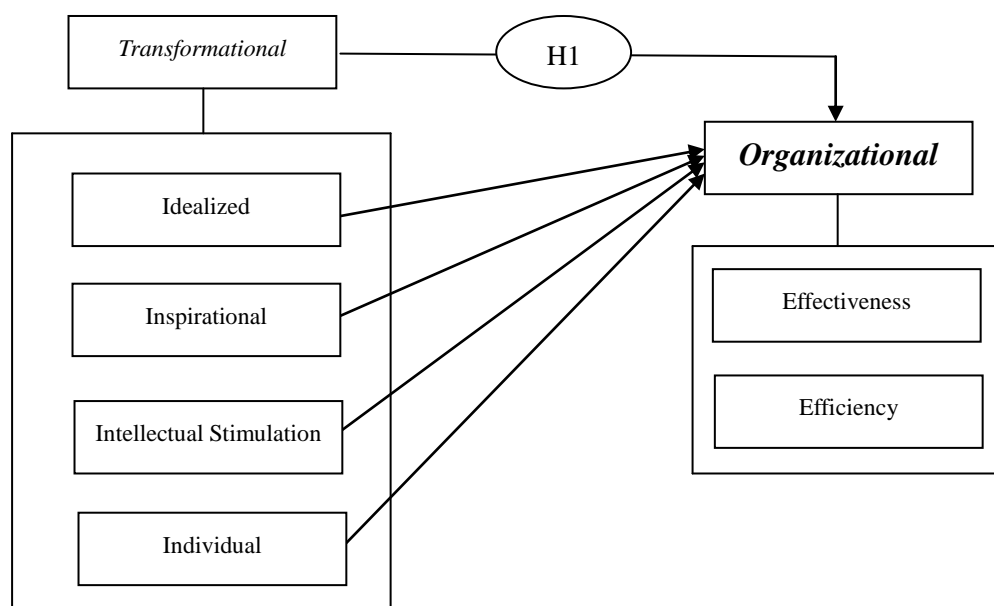 Transformational
H1
Organizational
Idealized
Inspirational
Effectiveness
Intellectual Stimulation
Efficiency
Individual